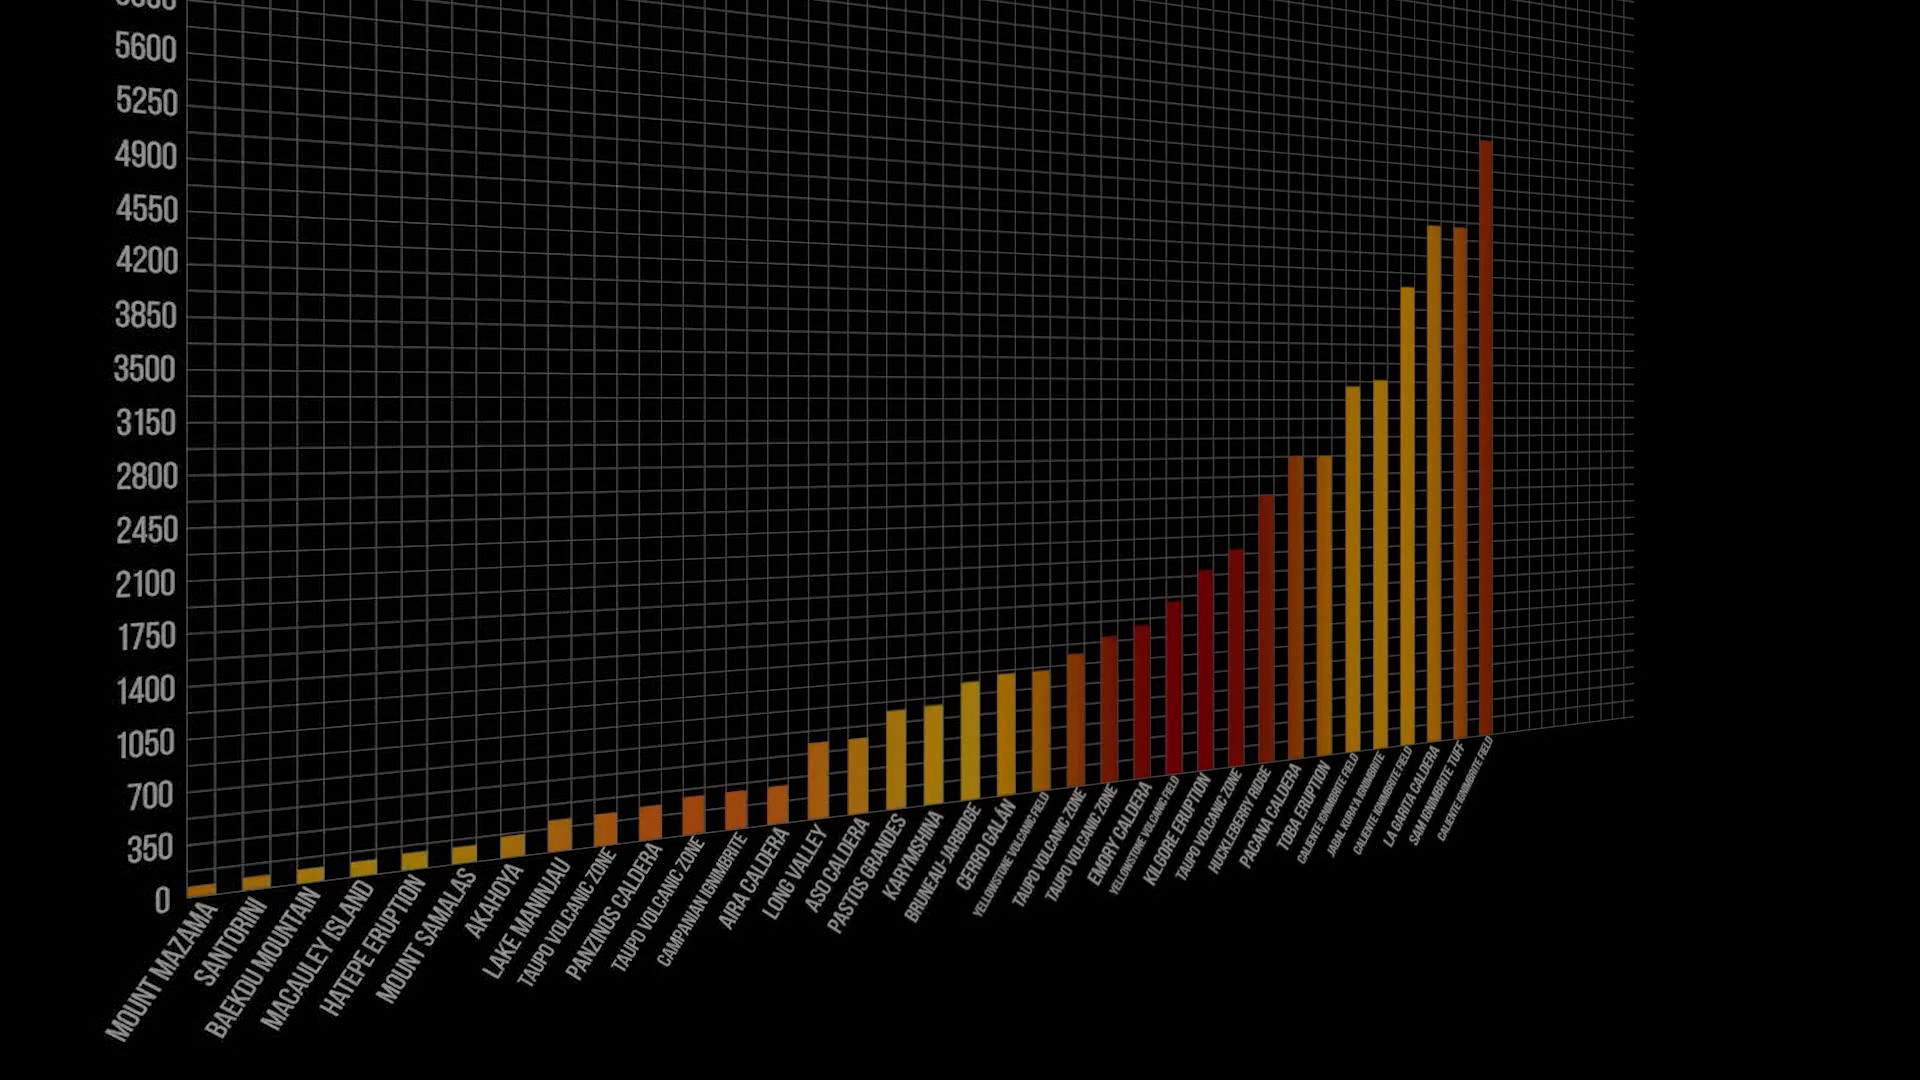 5600
5250
4900
4550
4200
3850
3500
3150
2800
2450
2100
1750
1400
1050
700
350
0
MOUNT MAZAMA
SANTORINI
BAEKDU MOUNTAIN
MACAULEY ISLAND
HATEPE ERUPTION
MOUNT SAMALAS
AKAHOYA
LAKE MANINJAU
TAUPO VOLCANIC ZONE
PANZINOS CALDERA
TAUPO VOLCANIC ZONE
CAMPANIAN IGNIMBRITE
AIRA CALDERA
LONG VALLEY
ASO CALDERA
PASTOS GRANDES
KARYMSHINA
BRUNEAU-JARBIDGE
CERRO GALÁN
YELLOWSTONE VOLCANIC FIELD
TAUPO VOLCANIC ZONE
TAUPO VOLCANIC ZONE
EMORY CALDERA
YELLOWSTONE VOLCANIC FIELD
KILGORE ERUPTION
TAUPO VOLCANIC ZONE
HUCKLEBERRY RIDGE
PACANA CALDERA
TOBA ERUPTION
CALIENTE IGNIMBRITE FIELD
JABAL KURA'A IGNIMBRITE
CALIENTE IGNIMBRITE FIELD
LA GARITA CALDERA
SAM IGNIMBRITE TUFF
CALIENTE IGNIMBRITE FIELD